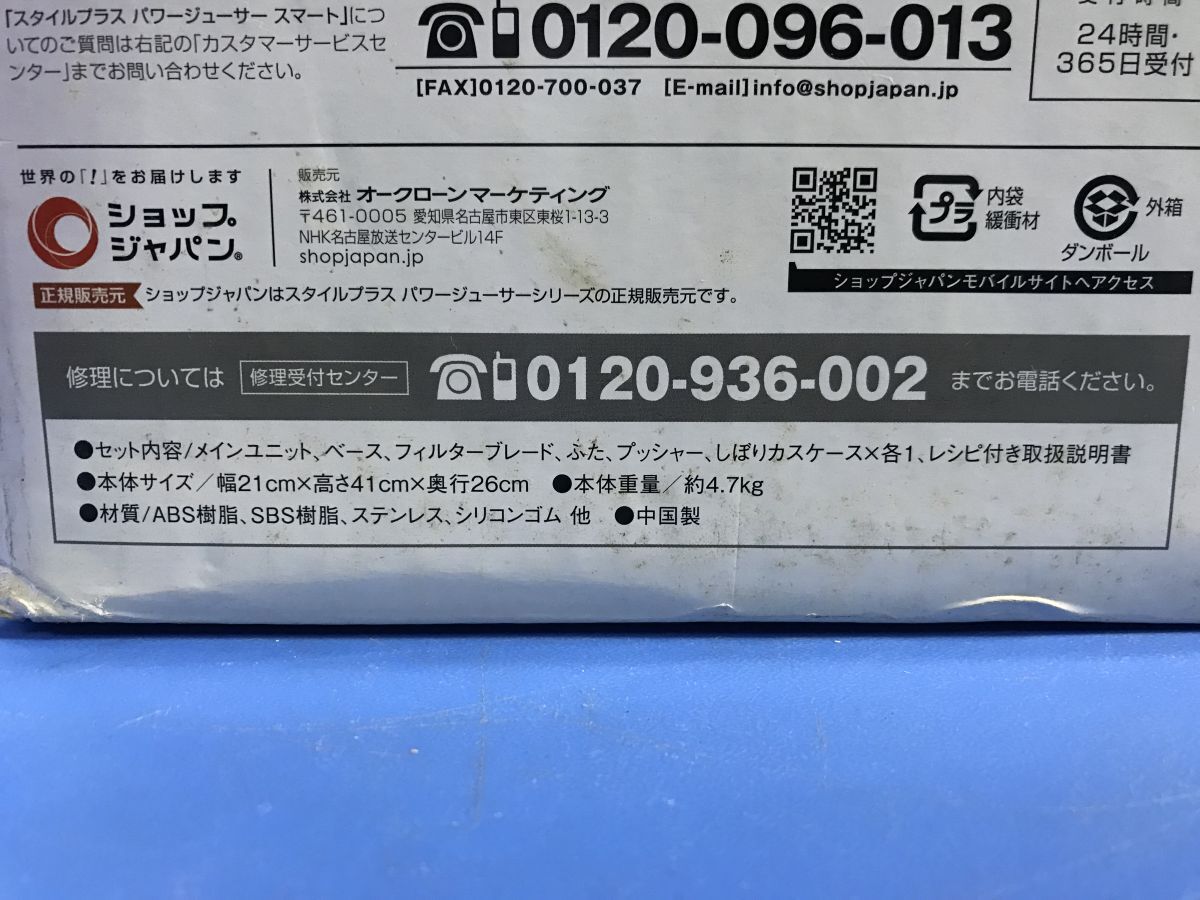 「スタイルプラス パワージューサー スマート」につ
いてのご質問は右記の「カスタマーサービスセ
ンター」までお問い合わせください。
0120-096-013
[FAX]0120-700-037 [E-mail]info@shopjapan.jp
24時間・
365日受付
世界の「!」をお届けします
ショップ
ジャパン®
販売元
株式会社 オークローンマーケティング
〒461-0005 愛知県名古屋市東区東桜1-13-3
NHK名古屋放送センタービル14F
shopjapan.jp
プラ
内袋
緩衝材
外箱
ダンボール
ショップジャパンモバイルサイトへアクセス
正規販売元 ショップジャパンはスタイルプラス パワージューサーシリーズの正規販売元です。
修理については 修理受付センター 0120-936-002 までお電話ください。
●セット内容/メインユニット、ベース、フィルターブレード、ふた、プッシャー、しぼりカスケース×各1、レシピ付き取扱説明書
●本体サイズ/幅21cm×高さ41cm×奥行26cm ●本体重量/約4.7kg
●材質/ABS樹脂、SBS樹脂、ステンレス、シリコンゴム 他 ●中国製